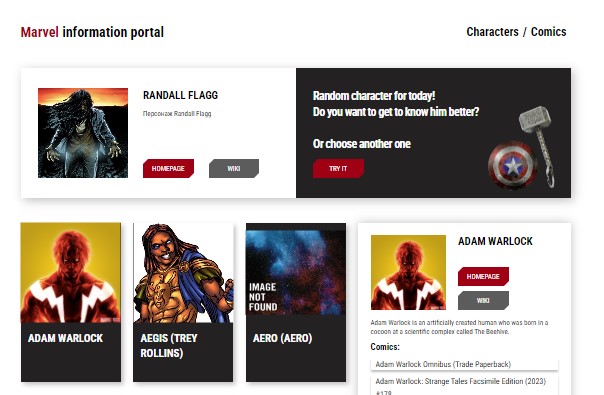 Marvel information portal
Characters / Comics
RANDALL FLAGG
Персонаж Randall Flagg
HOMEPAGE
WIKI
Random character for today!
Do you want to get to know him better?
Or choose another one
TRY IT
IMAGE
NOT
FOUND
ADAM WARLOCK
AEGIS (TREY
ROLLINS)
AERO (AERO)
ADAM WARLOCK
HOMEPAGE
WIKI
Adam Warlock is an artificially created human who was born in a
cocoon at a scientific complex called The Beehive.
Comics:
Adam Warlock Omnibus (Trade Paperback)
Adam Warlock: Strange Tales Facsimile Edition (2023)
#178